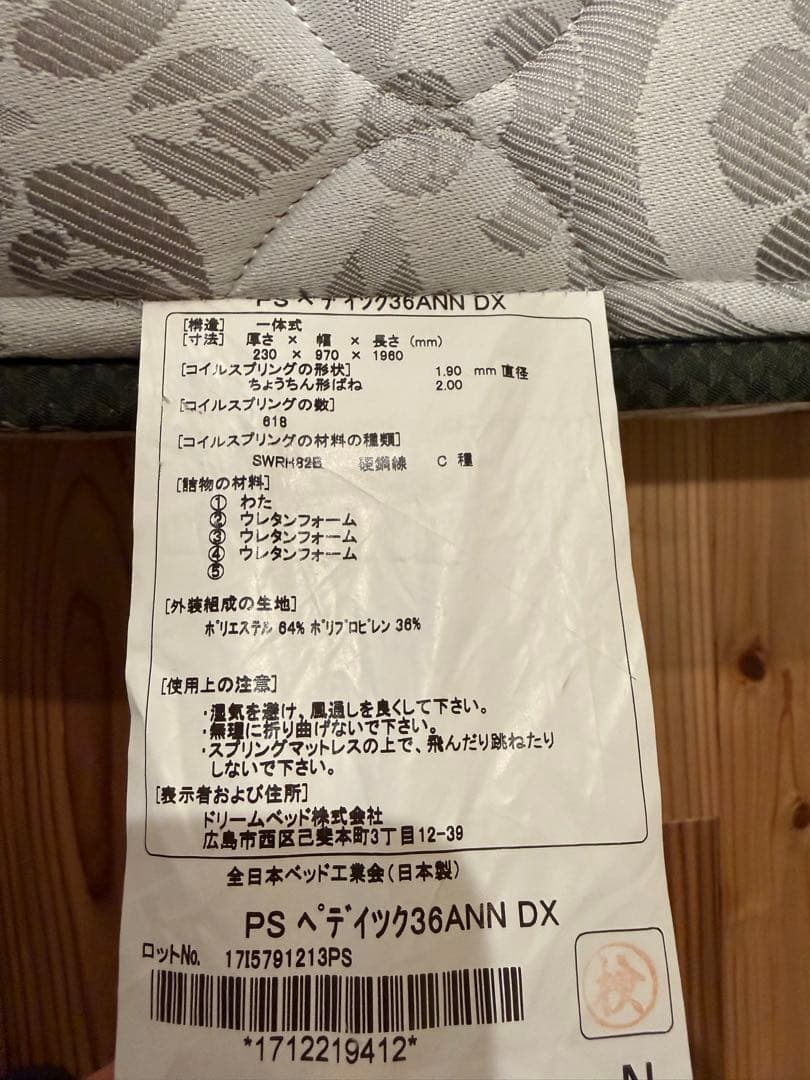 PS ペディック36ANN DX
[構造] 一体式
[寸法] 厚さ × 幅 × 長さ (mm)
230 × 970 × 1960
[コイルスプリングの形状] 1.90 mm 直径
ちょうちん形ばね 2.00
[コイルスプリングの数]
618
[コイルスプリングの材料の種類]
SWRH82B 硬鋼線 C 種
[詰物の材料]
① わた
② ウレタンフォーム
③ ウレタンフォーム
④ ウレタンフォーム
⑤
[外装組成の生地]
ポリエステル 64% ポリプロピレン 36%
[使用上の注意]
・湿気を避け,風通しを良くして下さい。
・無理に折り曲げないで下さい。
・スプリングマットレスの上で、飛んだり跳ねたり
しないで下さい。
[表示者および住所]
ドリームベッド株式会社
広島市西区己斐本町3丁目12-39
全日本ベッド工業会(日本製)
PS ペディック36ANN DX
ロットNo. 17I5791213PS
検
*1712219412*
N